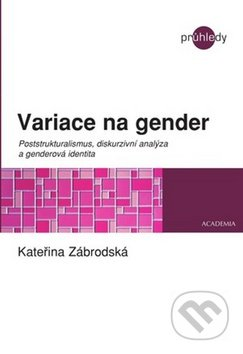 průhledy
Variace na gender
Poststrukturalismus, diskurzivní analýza
a genderová identita
ACADEMIA
Kateřina Zábrodská